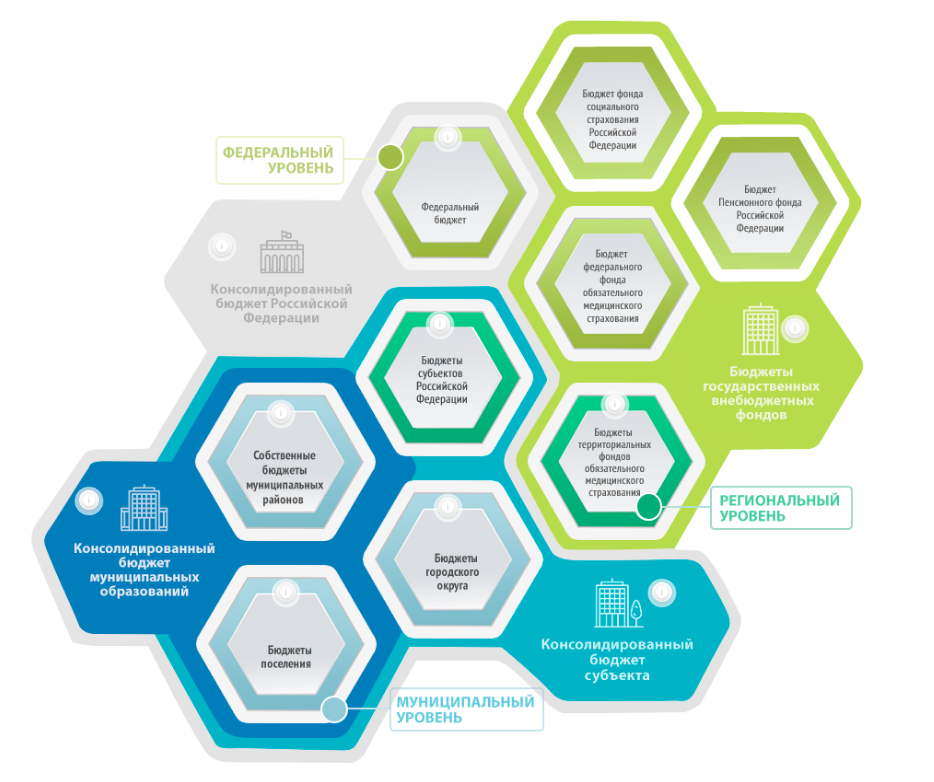 Бюджет фонда
социального
страхования
Российской
Федерации
ФЕДЕРАЛЬНЫЙ
УРОВЕНЬ
Федеральный
бюджет
Бюджет
Пенсионного фонда
Российской
Федерации
Консолидированный
бюджет Российской
Федерации
Бюджет
федерального
фонда
обязательного
медицинского
страхования
Бюджеты
субъектов
Российской
Федерации
Бюджеты
государственных
внебюджетных
фондов
Собственные
бюджеты
муниципальных
районов
Бюджеты
территориальных
фондов
обязательного
медицинского
страхования
РЕГИОНАЛЬНЫЙ
УРОВЕНЬ
Консолидированный
бюджет
муниципальных
образований
Бюджеты
городского
округа
Бюджеты
поселения
Консолидированный
бюджет
субъекта
МУНИЦИПАЛЬНЫЙ
УРОВЕНЬ